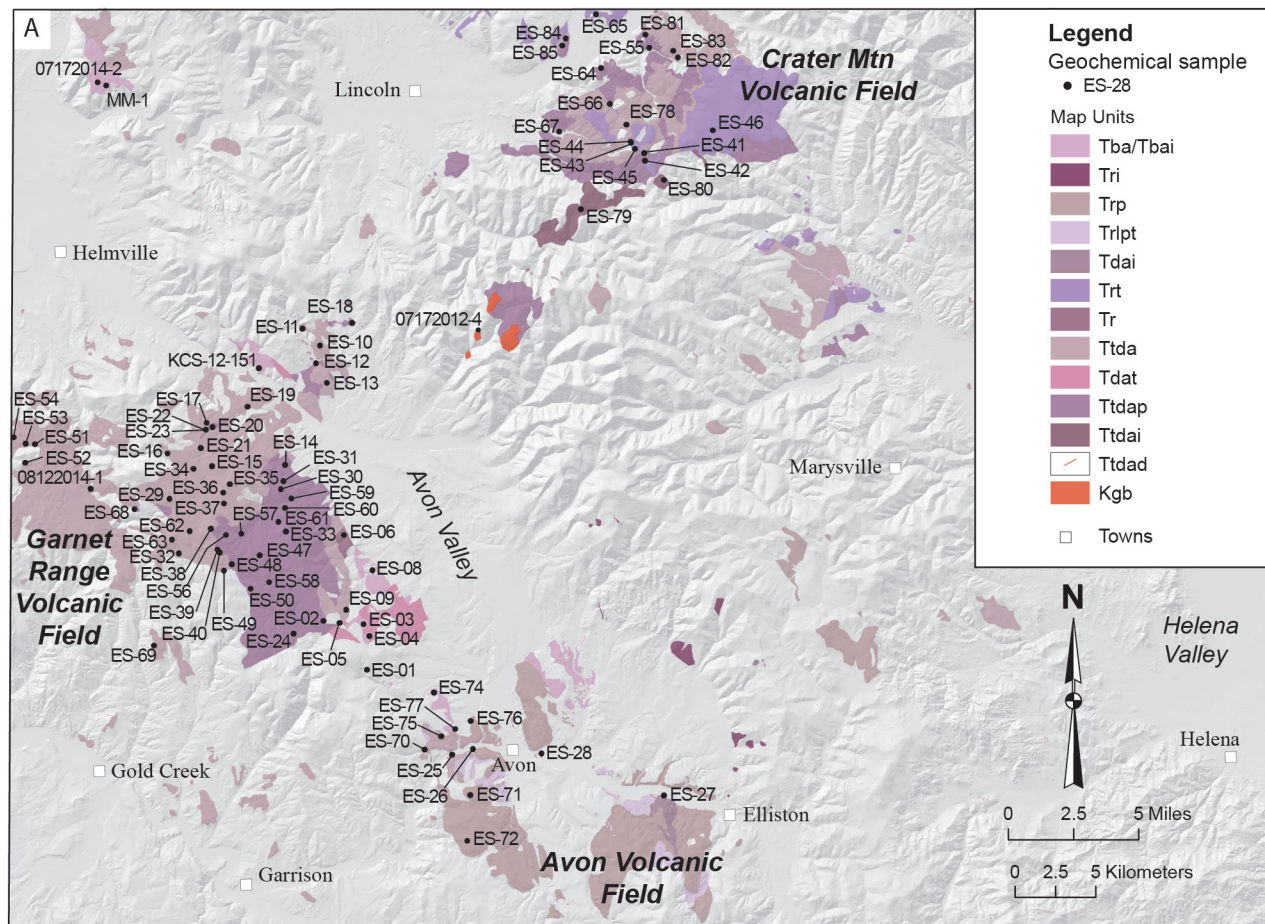 A
07172014-2
MM-1
Lincoln
ES-84
ES-85
ES-65
ES-81
ES-55
ES-83
ES-82
ES-64
Crater Mtn
Volcanic Field
ES-66
ES-78
ES-67
ES-46
ES-44
ES-43
ES-41
ES-42
ES-45
ES-80
ES-79
Helmville
ES-18
ES-11
ES-10
07172012-4
KCS-12-151
ES-12
ES-13
ES-54
ES-53
ES-51
ES-52
08122014-1
ES-17
ES-22
ES-23
ES-19
ES-20
ES-16
ES-21
ES-34
ES-15
ES-14
ES-31
ES-35
ES-30
ES-36
ES-29
ES-37
ES-59
ES-68
ES-57
ES-60
ES-62
ES-61
ES-33
ES-06
ES-63
ES-32
ES-47
ES-38
ES-48
ES-08
ES-56
ES-58
ES-39
ES-50
ES-09
ES-40
ES-49
ES-02
ES-03
ES-24
ES-04
ES-05
ES-69
ES-01
Avon Valley
Garnet
Range
Volcanic
Field
Marysville
ES-74
ES-77
ES-76
ES-75
ES-70
ES-28
Avon
ES-25
ES-26
ES-71
ES-27
ES-72
Elliston
Gold Creek
Garrison
Avon Volcanic
Field
Helena
Valley
Helena
Legend
Geochemical sample
ES-28
Map Units
Tba/Tbai
Tri
Trp
Trlpt
Tdai
Trt
Tr
Ttda
Tdat
Ttdap
Ttdai
Ttdad
Kgb
Towns
N
0 2.5 5 Miles
0 2.5 5
Kilometers